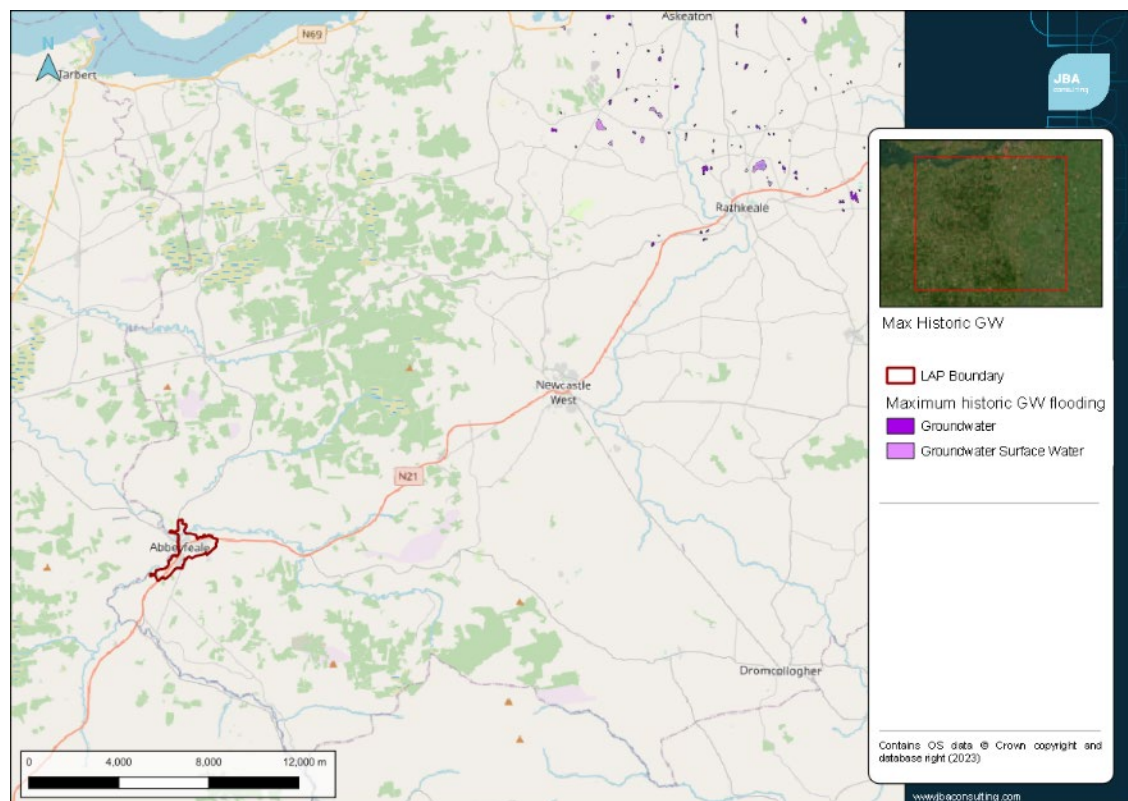 Askeaton
N69
N
Tarbert
Rathkeale
Newcastle
West
N21
Abbeyfeale
Dromcollogher
0 4,000 8,000 12,000 m
JBA
consulting
Max Historic GW
LAP Boundary
Maximum historic GW flooding
Groundwater
Groundwater Surface Water
Contains OS data © Crown copyright and
database right (2023)
www.jbaconsulting.com